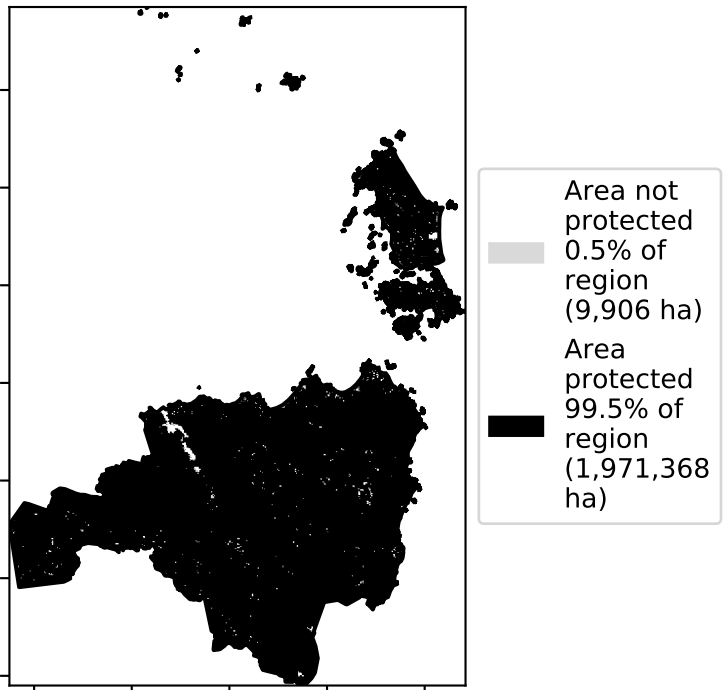 Area not
protected
0.5% of
region
(9,906 ha)
Area
protected
99.5% of
region
(1,971,368
ha)